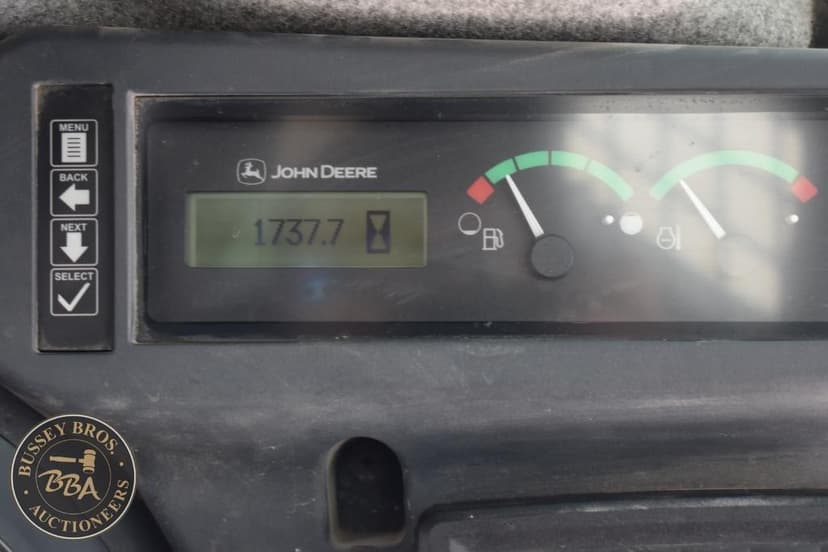 MENU
BACK
NEXT
SELECT
JOHN DEERE
1737.7
BUSSEY BROS.
BBA
AUCTIONEERS